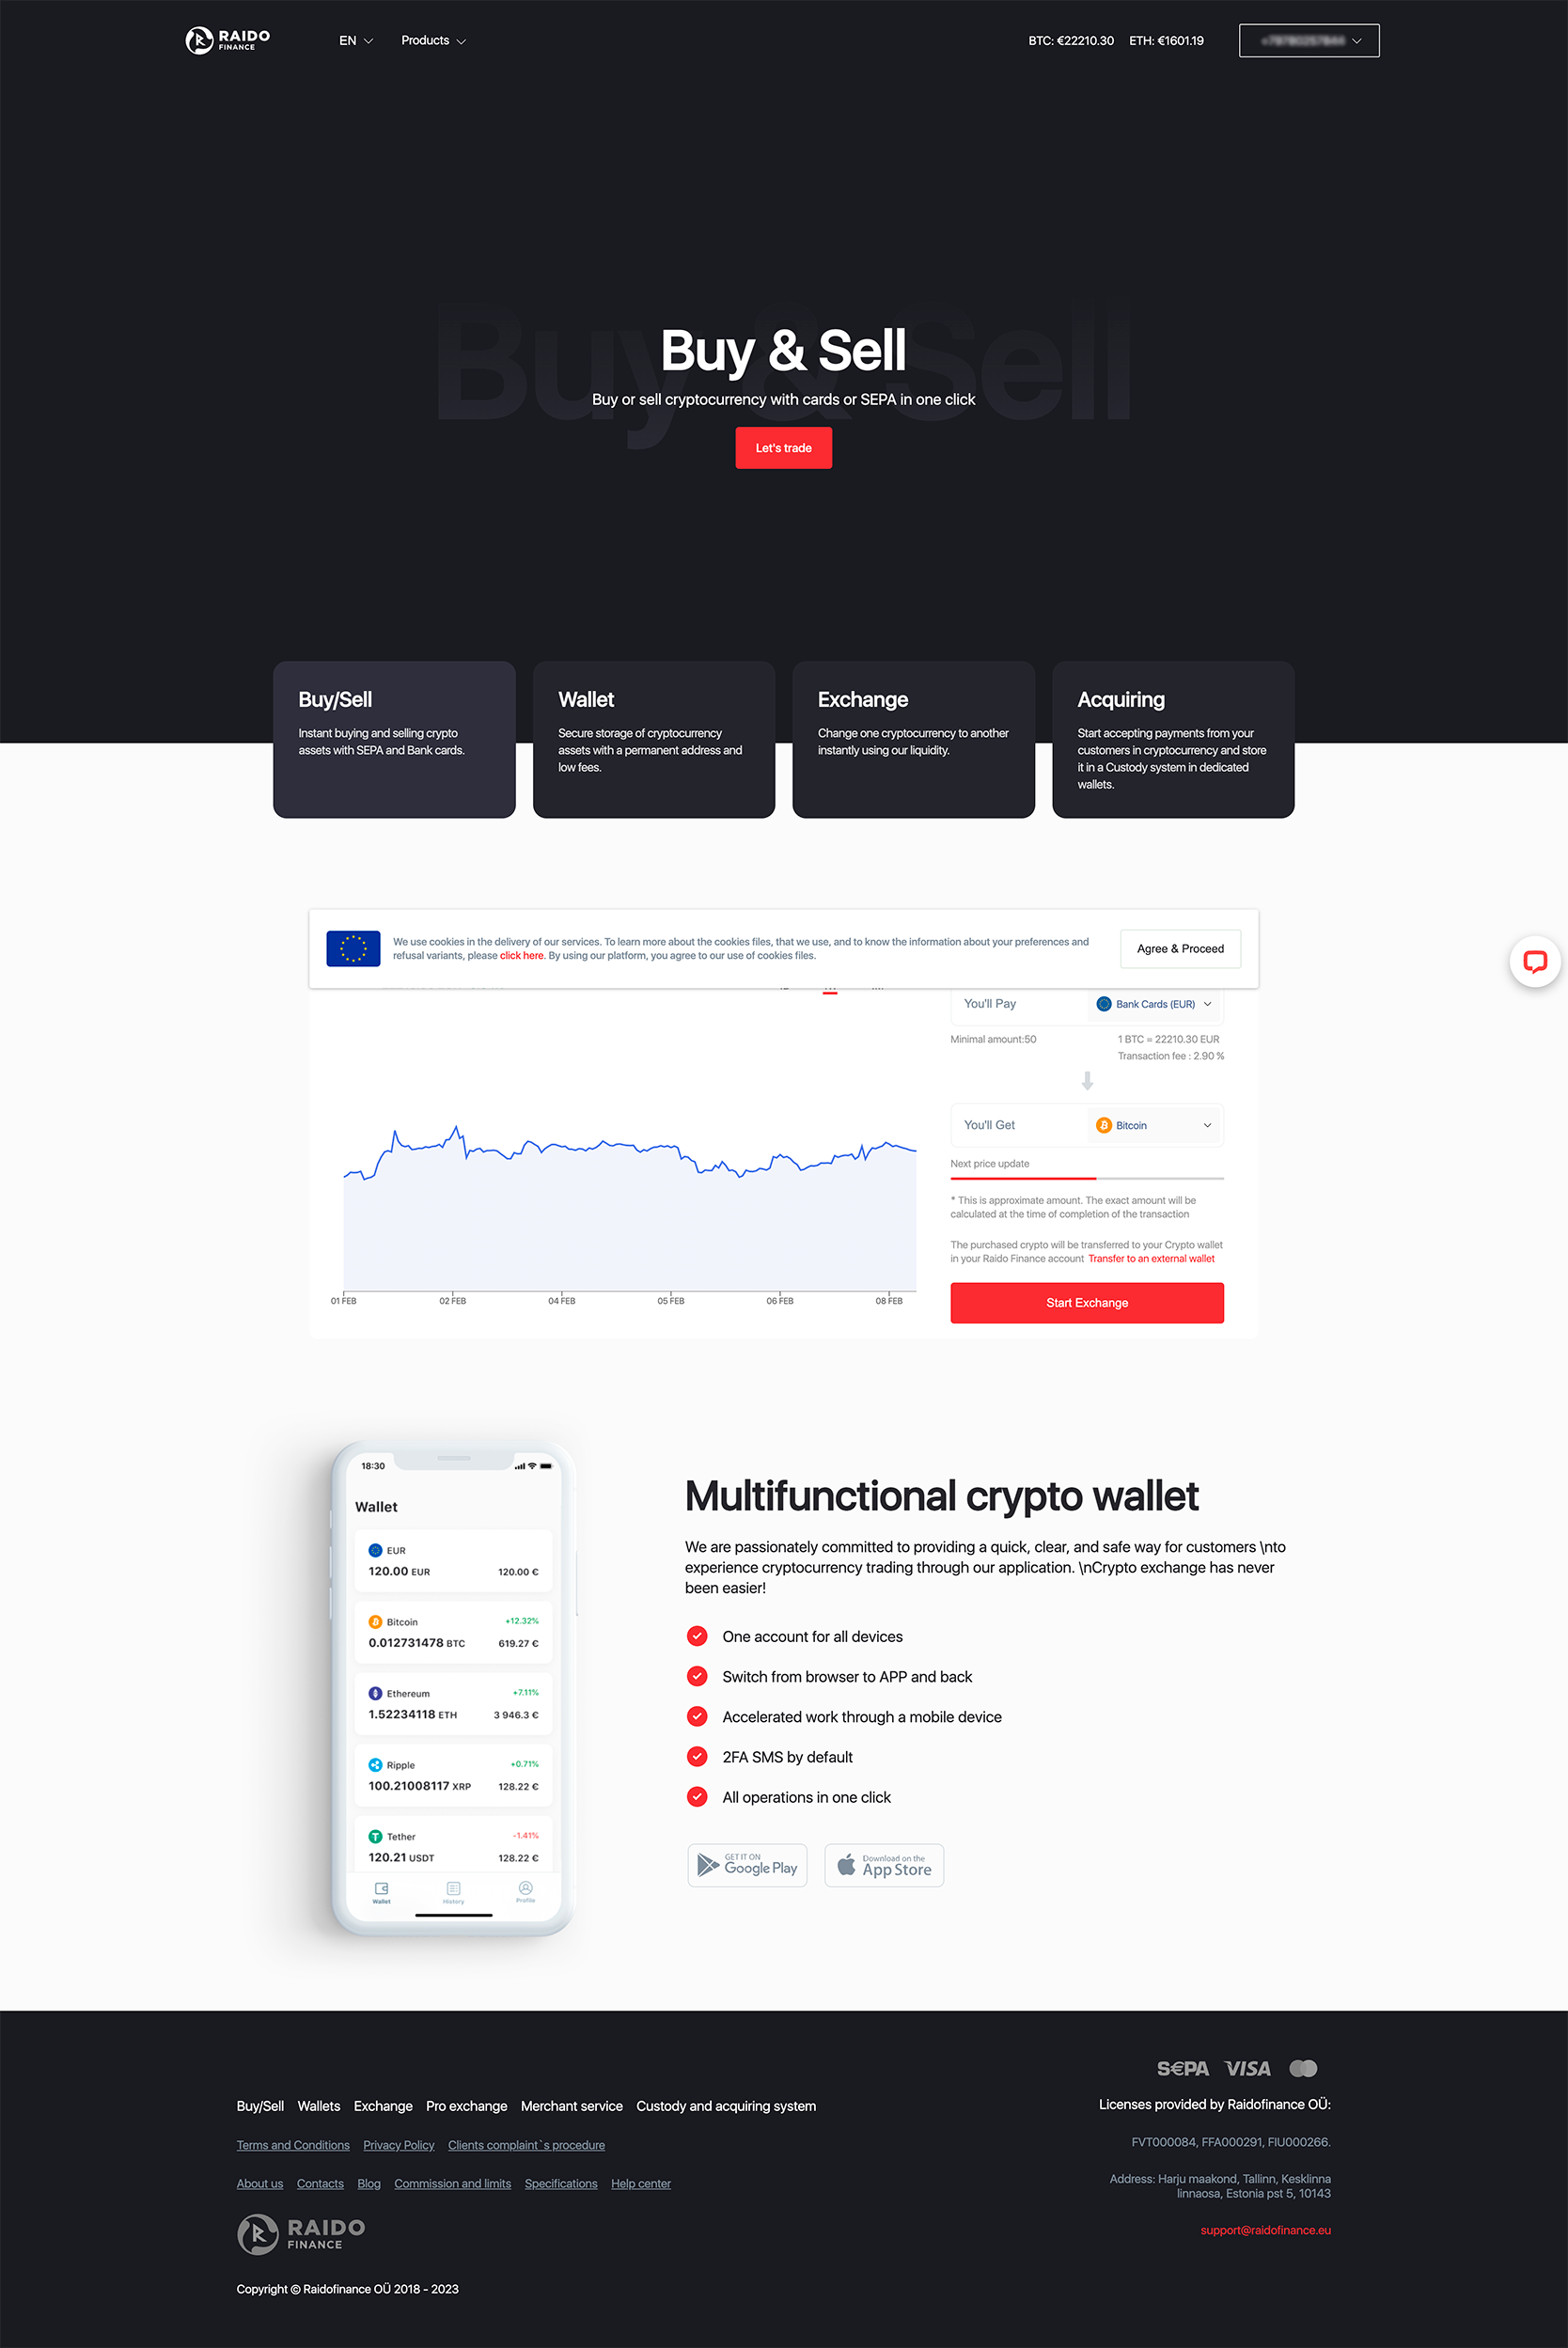 RAIDO
FINANCE
EN
Products
BTC: €22210.30 ETH: €1601.19
Buy & Sell
Buy & Sell
Buy or sell cryptocurrency with cards or SEPA in one click
Let's trade
Buy/Sell
Instant buying and selling crypto
assets with SEPA and Bank cards.
Wallet
Secure storage of cryptocurrency
assets with a permanent address and
low fees.
Exchange
Change one cryptocurrency to another
instantly using our liquidity.
Acquiring
Start accepting payments from your
customers in cryptocurrency and store
it in a Custody system in dedicated
wallets.
We use cookies in the delivery of our services. To learn more about the cookies files, that we use, and to know the information about your preferences and
refusal variants, please click here. By using our platform, you agree to our use of cookies files.
Agree & Proceed
You'll Pay
Bank Cards (EUR)
Minimal amount:50
1 BTC = 22210.30 EUR
Transaction fee : 2.90 %
You'll Get
Bitcoin
Next price update
* This is approximate amount. The exact amount will be
calculated at the time of completion of the transaction
The purchased crypto will be transferred to your Crypto wallet
in your Raido Finance account Transfer to an external wallet
Start Exchange
01 FEB 02 FEB 04 FEB 05 FEB 06 FEB 08 FEB
18:30
Wallet
EUR
120.00 EUR 120.00 €
Bitcoin +12.32%
0.012731478 BTC 619.27 €
Ethereum +7.11%
1.52234118 ETH 3 946.3 €
Ripple +0.71%
100.21008117 XRP 128.22 €
Tether -1.41%
120.21 USDT 128.22 €
Wallet History Profile
Multifunctional crypto wallet
We are passionately committed to providing a quick, clear, and safe way for customers \nto
experience cryptocurrency trading through our application. \nCrypto exchange has never
been easier!
One account for all devices
Switch from browser to APP and back
Accelerated work through a mobile device
2FA SMS by default
All operations in one click
GET IT ON
Google Play
Download on the
App Store
S€PA VISA
Buy/Sell Wallets Exchange Pro exchange Merchant service Custody and acquiring system
Terms and Conditions Privacy Policy Clients complaint`s procedure
About us Contacts Blog Commission and limits Specifications Help center
RAIDO
FINANCE
Copyright © Raidofinance OÜ 2018 - 2023
Licenses provided by Raidofinance OÜ:
FVT000084, FFA000291, FIU000266.
Address: Harju maakond, Tallinn, Kesklinna
linnaosa, Estonia pst 5, 10143
support@raidofinance.eu